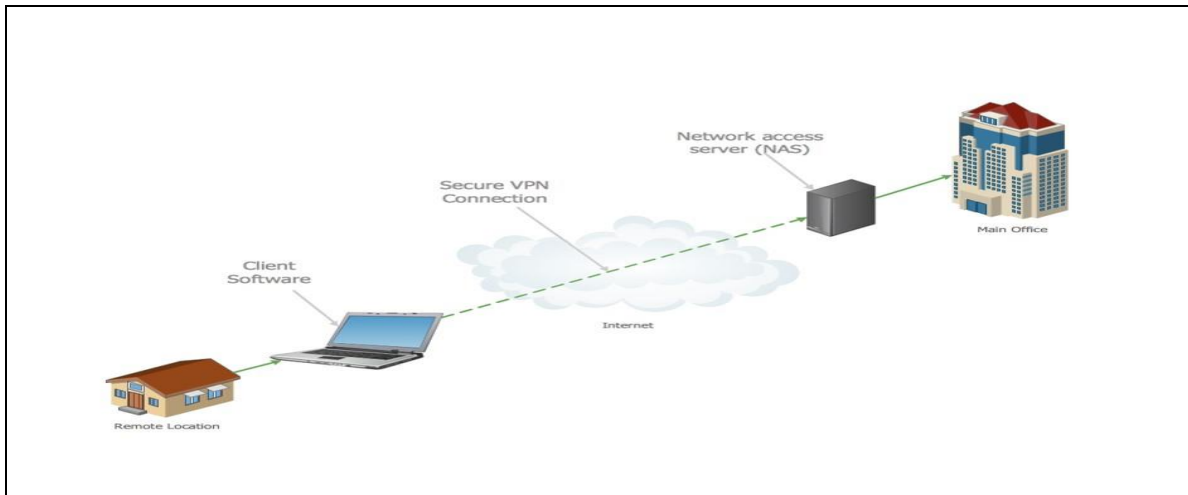 Network access
server (NAS)
Secure VPN
Connection
Main Office
Client
Software
Internet
Remote Location